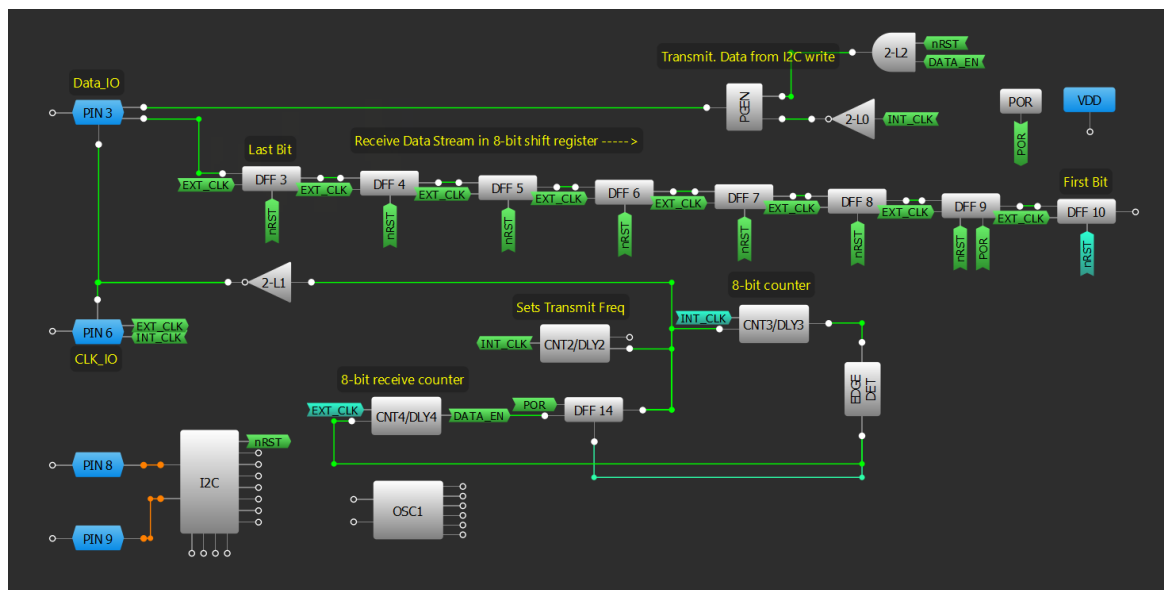 Transmit. Data from I2C write
2-L2
nRST
DATA_EN
Data_IO
PIN 3
PGEN
2-L0
INT_CLK
POR
POR
VDD
Receive Data Stream in 8-bit shift register ----->
Last Bit
First Bit
EXT_CLK
DFF 3
EXT_CLK
DFF 4
EXT_CLK
DFF 5
EXT_CLK
DFF 6
EXT_CLK
DFF 7
EXT_CLK
DFF 8
EXT_CLK
DFF 9
EXT_CLK
DFF 10
nRST
nRST
nRST
nRST
nRST
nRST
nRST
POR
nRST
2-L1
8-bit counter
Sets Transmit Freq
INT_CLK
CNT3/DLY3
PIN 6
EXT_CLK
INT_CLK
CLK_IO
INT_CLK
CNT2/DLY2
EDGE
DET
8-bit receive counter
EXT_CLK
CNT4/DLY4
DATA_EN
POR
DFF 14
PIN 8
I2C
nRST
OSC1
PIN 9